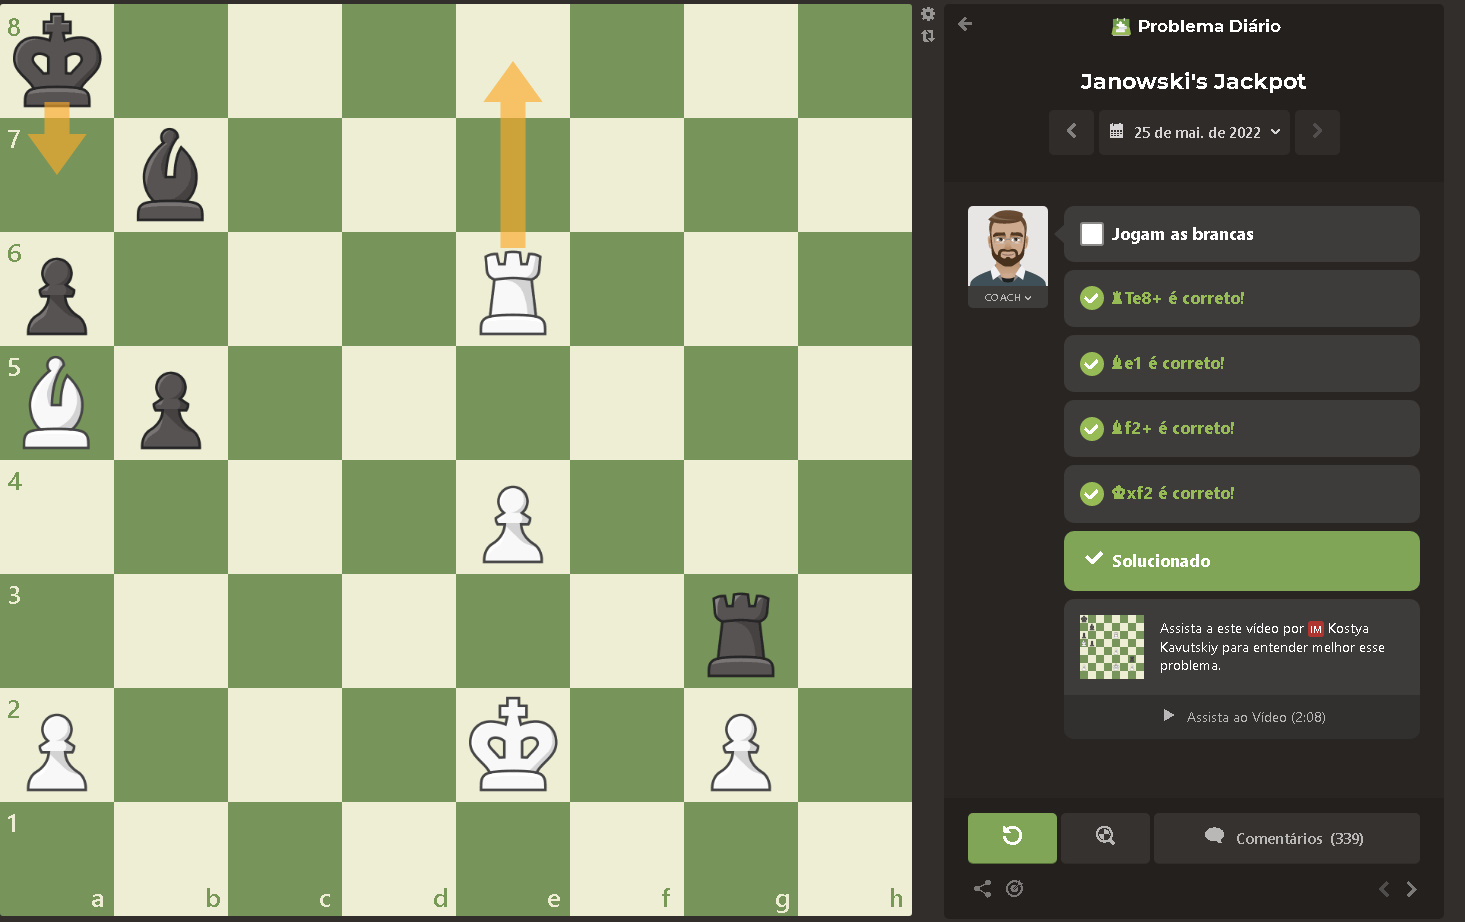 Problema Diário
Janowski's Jackpot
25 de mai. de 2022
COACH
Jogam as brancas
Te8+ é correto!
e1 é correto!
f2+ é correto!
xf2 é correto!
Solucionado
Assista a este vídeo por IM Kostya
Kavutskiy para entender melhor esse
problema.
Assista ao Vídeo (2:08)
Comentários (339)
8
7
6
5
4
3
2
1
a b c d e f g h